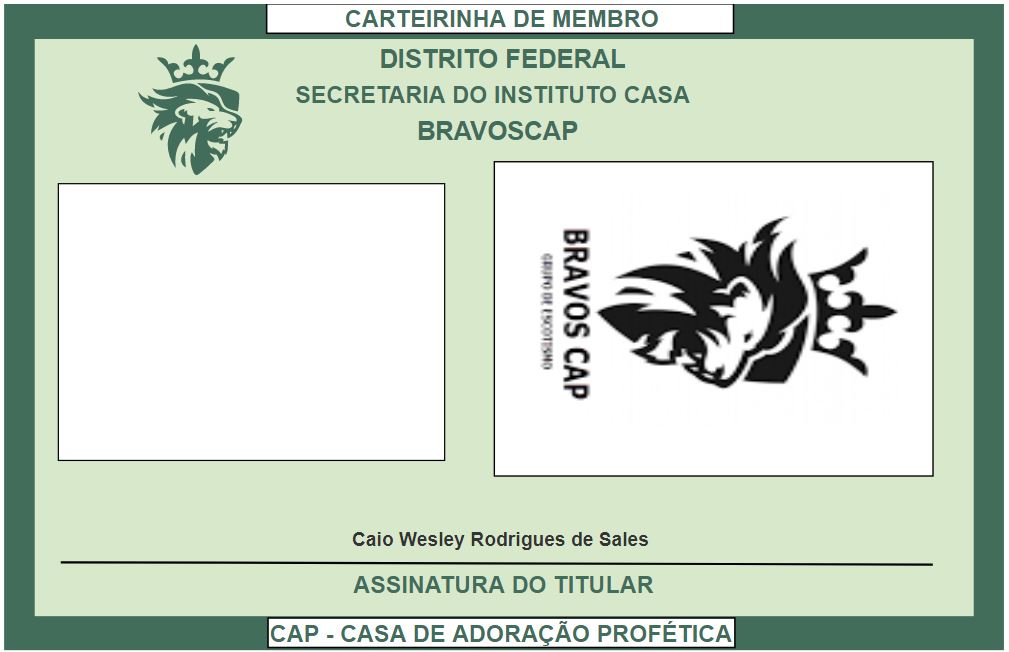 CARTEIRINHA DE MEMBRO
DISTRITO FEDERAL
SECRETARIA DO INSTITUTO CASA
BRAVOSCAP
BRAVOS CAP
GRUPO DE ESCOTISMO
Caio Wesley Rodrigues de Sales
ASSINATURA DO TITULAR
CAP - CASA DE ADORAÇÃO PROFÉTICA